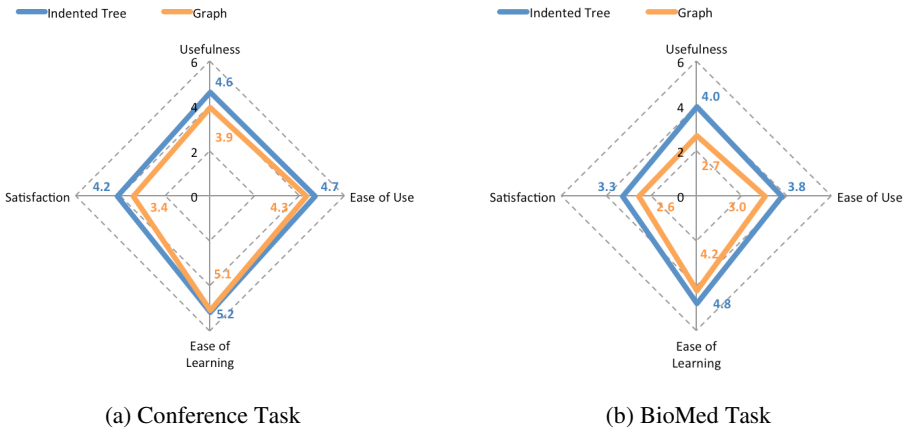 Indented Tree Graph
Usefulness
6
4.6
4
3.9
2
Satisfaction 4.2 3.4 0 4.3 4.7 Ease of Use
5.1
5.2
Ease of
Learning
(a) Conference Task
Indented Tree Graph
Usefulness
6
4.0
4
2.7
2
Satisfaction 3.3 2.6 0 3.0 3.8 Ease of Use
4.2
4.8
Ease of
Learning
(b) BioMed Task